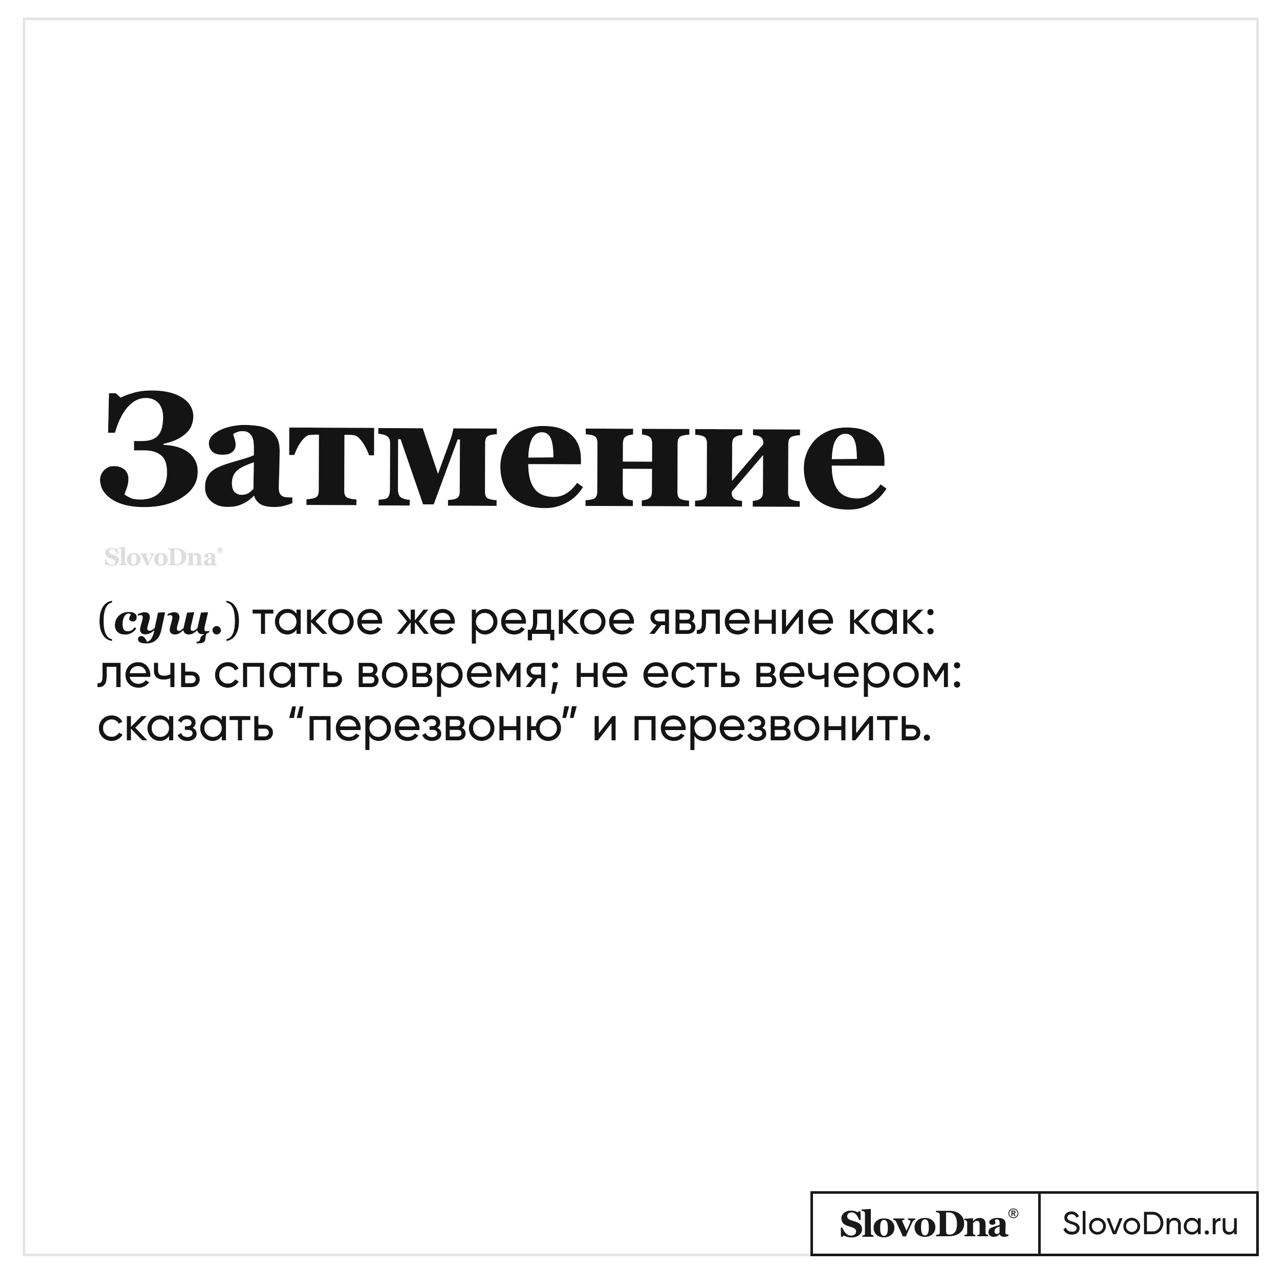 Затмение
SlovoDna®
(сущ.) такое же редкое явление как:
лечь спать вовремя; не есть вечером:
сказать “перезвоню” и перезвонить.
SlovoDna® SlovoDna.ru